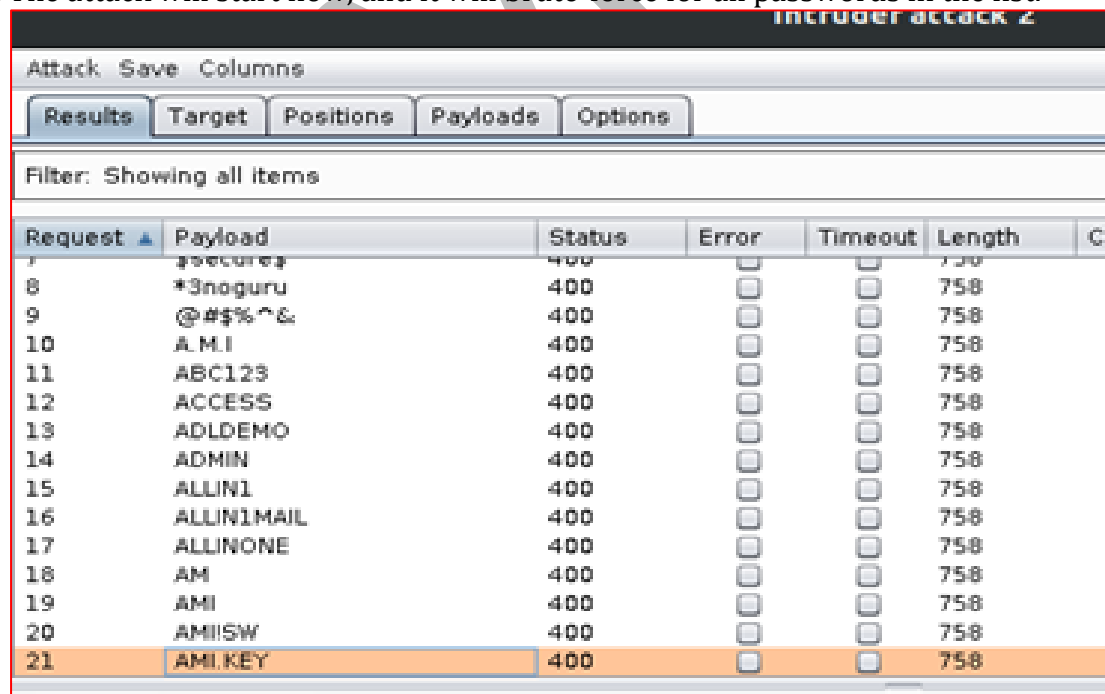 Intruder attack 2
Attack Save Columns
Results Target Positions Payloads Options
Filter: Showing all items
Request Payload Status Error Timeout Length C
7 $secure$ 400 758
8 *3noguru 400 758
9 @#$%^& 400 758
10 A.M.I 400 758
11 ABC123 400 758
12 ACCESS 400 758
13 ADLDEMO 400 758
14 ADMIN 400 758
15 ALLIN1 400 758
16 ALLIN1MAIL 400 758
17 ALLINONE 400 758
18 AM 400 758
19 AMI 400 758
20 AMI!SW 400 758
21 AMI.KEY 400 758